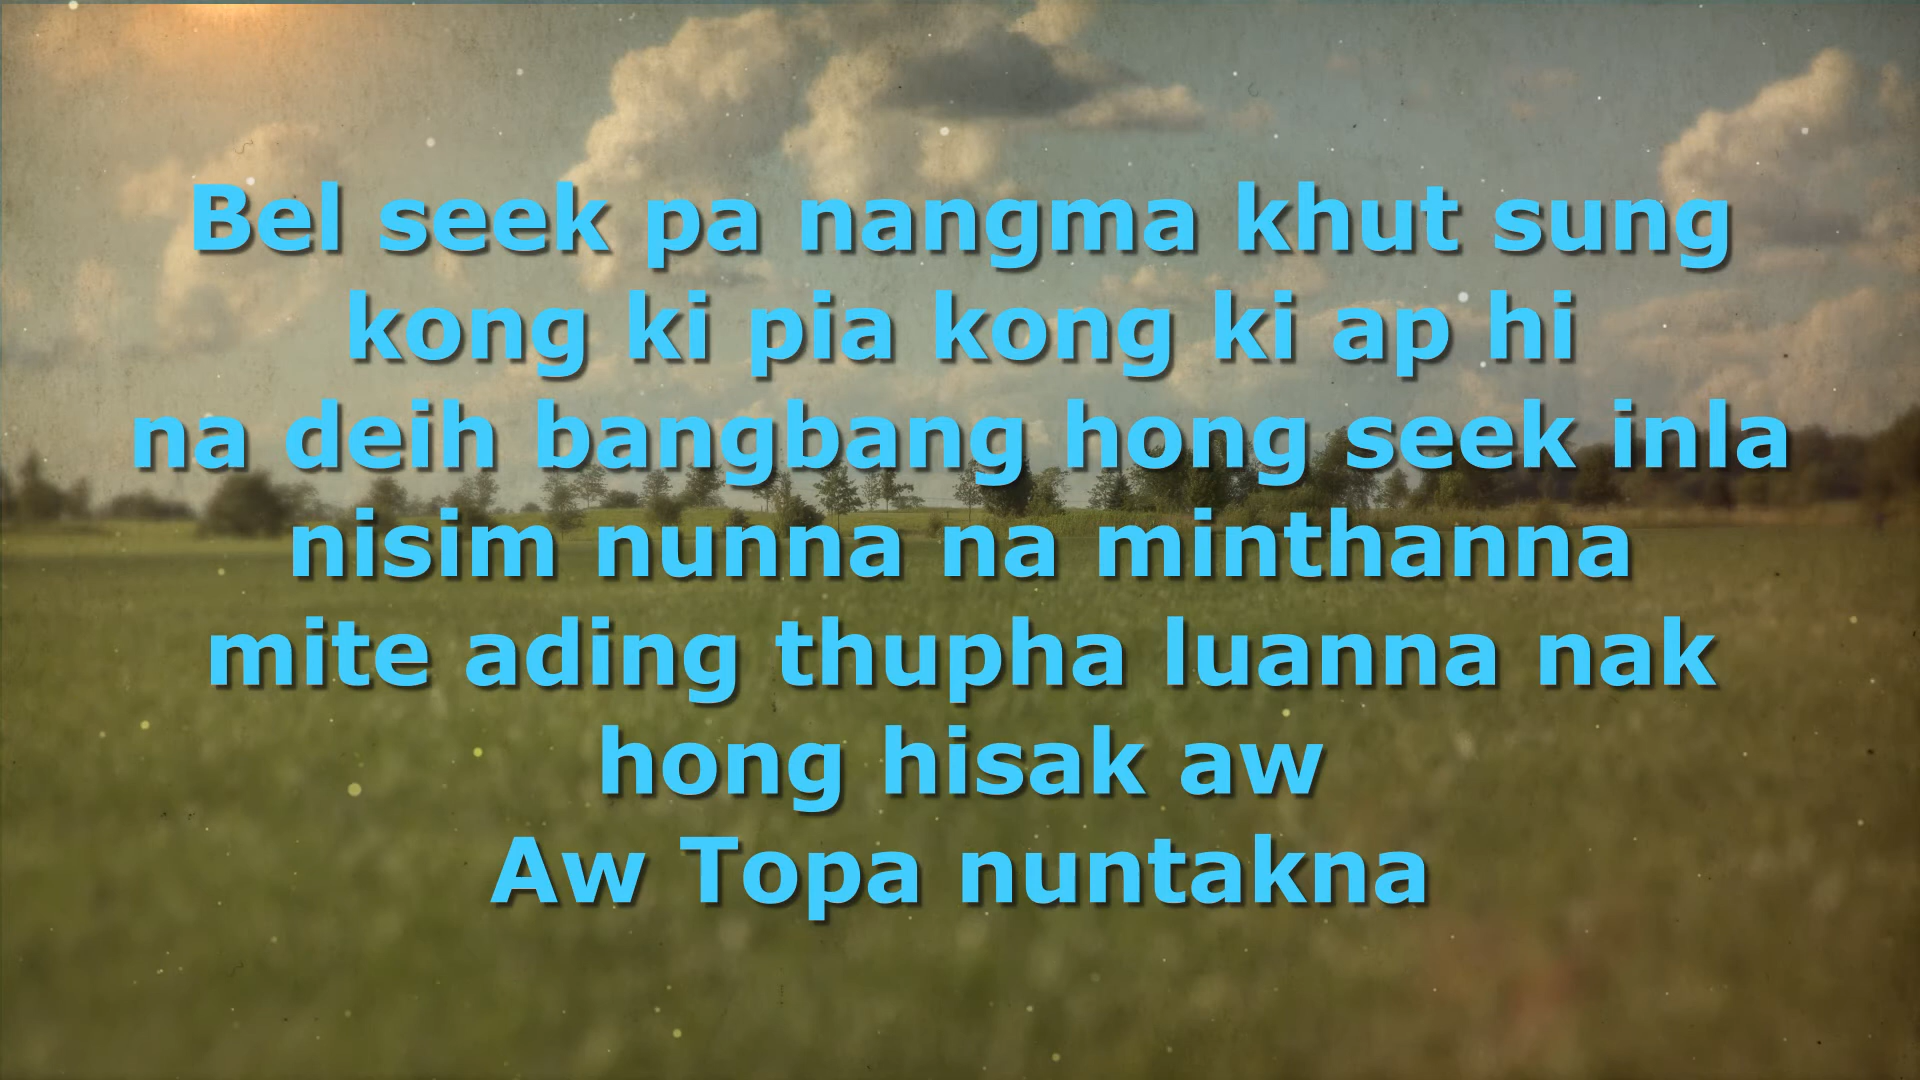 Bel seek pa nangma khut sung
kong ki pia kong ki ap hi
na deih bangbang hong seek inla
nisim nunna na minthanna
mite ading thupha luanna nak
hong hisak aw
Aw Topa nuntakna